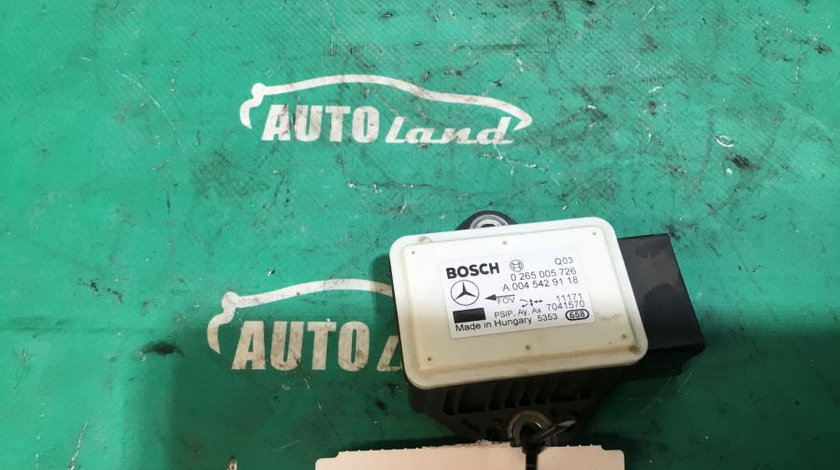 AUTO Land
AUTO L
BOSCH Q03
0 265 005 726
A 004 542 91 18
FOV 11171
PSiP, Ay, Ax 7041570
Made in Hungary 5353 658